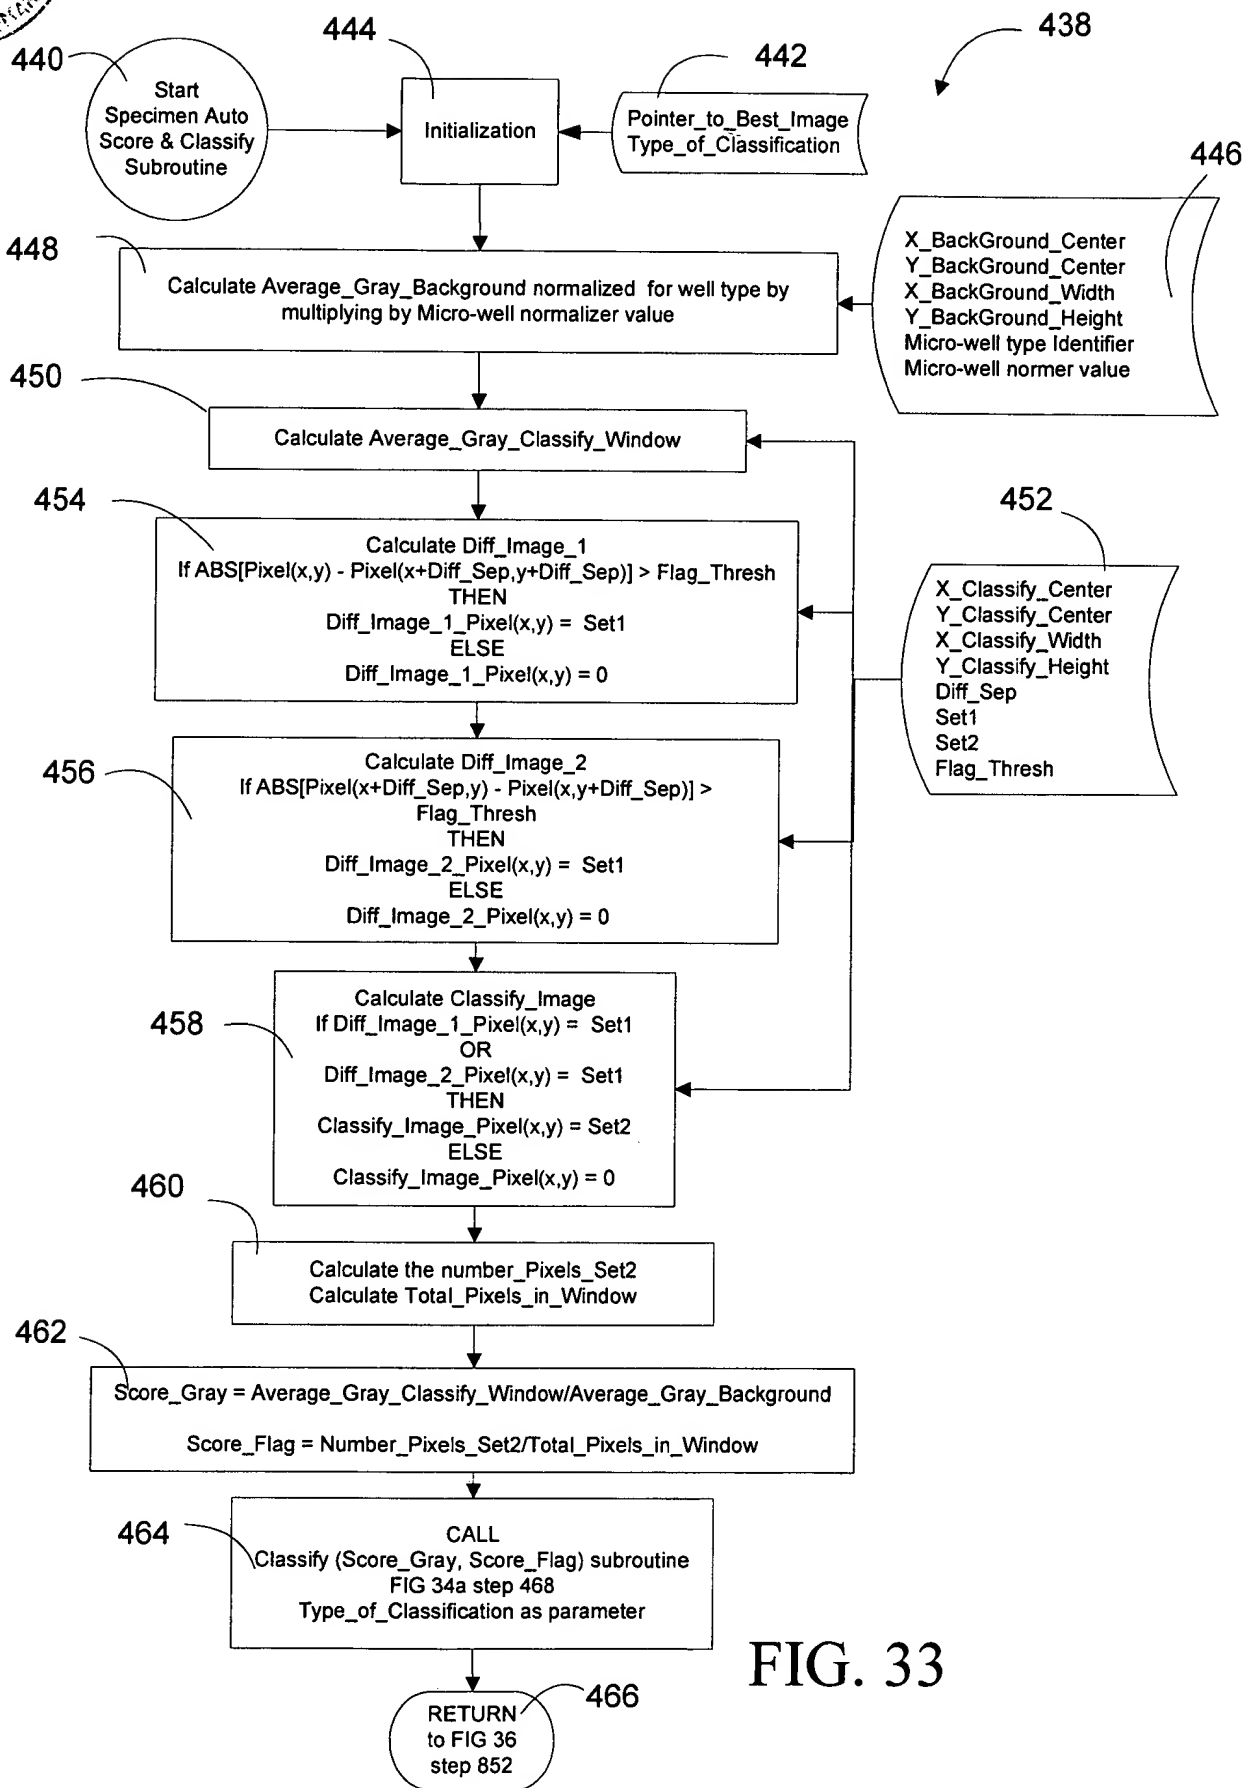 438
444
440
442
Start
Specimen Auto
Score & Classify
Subroutine
Initialization
Pointer_to_Best_Image
Type_of_Classification
446
X_BackGround_Center
Y_BackGround_Center
X_BackGround_Width
Y_BackGround_Height
Micro-well type Identifier
Micro-well normer value
448
Calculate Average_Gray_Background normalized for well type by
multiplying by Micro-well normalizer value
450
Calculate Average_Gray_Classify_Window
452
X_Classify_Center
Y_Classify_Center
X_Classify_Width
Y_Classify_Height
Diff_Sep
Set1
Set2
Flag_Thresh
454
Calculate Diff_Image_1
If ABS[Pixel(x,y) - Pixel(x+Diff_Sep,y+Diff_Sep)] > Flag_Thresh
THEN
Diff_Image_1_Pixel(x,y) = Set1
ELSE
Diff_Image_1_Pixel(x,y) = 0
456
Calculate Diff_Image_2
If ABS[Pixel(x+Diff_Sep,y) - Pixel(x,y+Diff_Sep)] >
Flag_Thresh
THEN
Diff_Image_2_Pixel(x,y) = Set1
ELSE
Diff_Image_2_Pixel(x,y) = 0
458
Calculate Classify_Image
If Diff_Image_1_Pixel(x,y) = Set1
OR
Diff_Image_2_Pixel(x,y) = Set1
THEN
Classify_Image_Pixel(x,y) = Set2
ELSE
Classify_Image_Pixel(x,y) = 0
460
Calculate the number_Pixels_Set2
Calculate Total_Pixels_in_Window
462
Score_Gray = Average_Gray_Classify_Window/Average_Gray_Background
Score_Flag = Number_Pixels_Set2/Total_Pixels_in_Window
464
CALL
Classify (Score_Gray, Score_Flag) subroutine
FIG 34a step 468
Type_of_Classification as parameter
466
RETURN
to FIG 36
step 852
FIG. 33